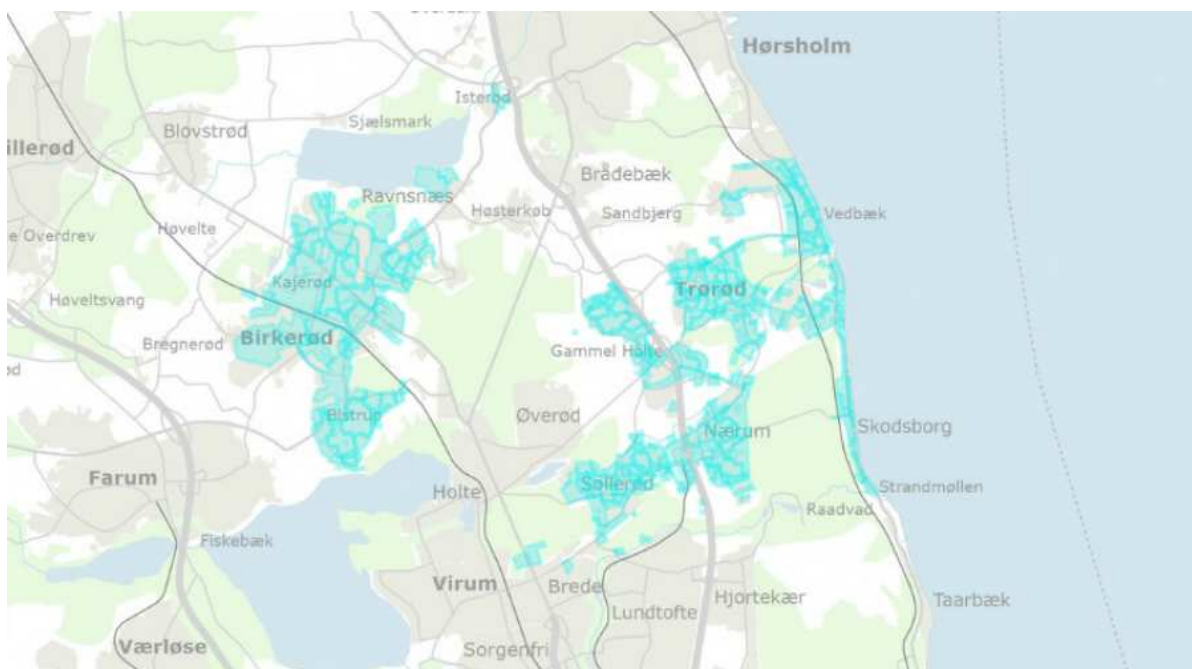 Hørsholm
Isterød
Sjælsmark
Blovstrød
illerød
Brådebæk
Ravnsnæs
Høsterkøb
Sandbjerg
Vedbæk
Høvelte
e Overdrev
Kajerød
Trørød
Høveltsvang
Birkerød
Bregnerød
Gammel Holte
ød
Bistrup
Øverød
Nærum
Skodsborg
Farum
Søllerød
Holte
Strandmøllen
Raadvad
Fiskebæk
Virum
Brede
Hjortekær
Taarbæk
Lundtofte
Værløse
Sorgenfri